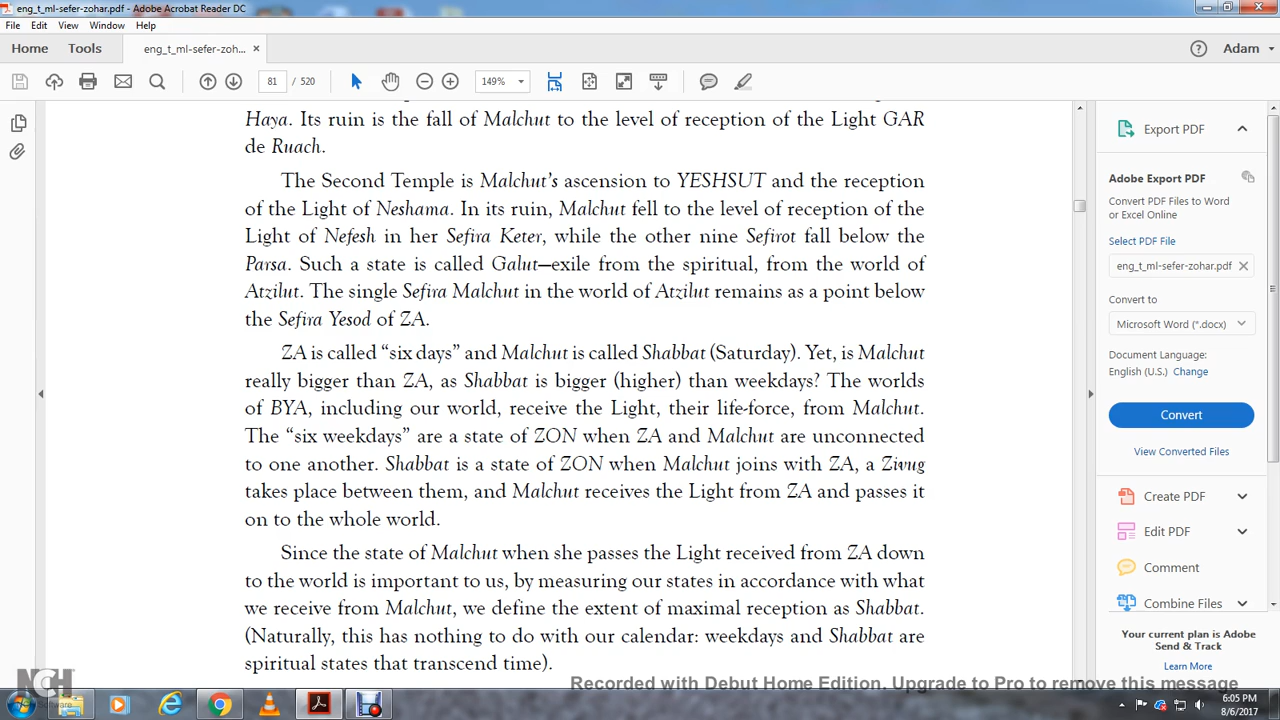 eng_t_ml-sefer-zohar.pdf - Adobe Acrobat Reader DC
File Edit View Window Help
Home Tools eng_t_ml-sefer-zoh... × Adam
81 / 520 149%
Haya. Its ruin is the fall of Malchut to the level of reception of the Light GAR
de Ruach.
The Second Temple is Malchut's ascension to YESHSUT and the reception
of the Light of Neshama. In its ruin, Malchut fell to the level of reception of the
Light of Nefesh in her Sefira Keter, while the other nine Sefirot fall below the
Parsa. Such a state is called Galut—exile from the spiritual, from the world of
Atzilut. The single Sefira Malchut in the world of Atzilut remains as a point below
the Sefira Yesod of ZA.
ZA is called “six days” and Malchut is called Shabbat (Saturday). Yet, is Malchut
really bigger than ZA, as Shabbat is bigger (higher) than weekdays? The worlds
of BYA, including our world, receive the Light, their life-force, from Malchut.
The “six weekdays” are a state of ZON when ZA and Malchut are unconnected
to one another. Shabbat is a state of ZON when Malchut joins with ZA, a Zivug
takes place between them, and Malchut receives the Light from ZA and passes it
on to the whole world.
Since the state of Malchut when she passes the Light received from ZA down
to the world is important to us, by measuring our states in accordance with what
we receive from Malchut, we define the extent of maximal reception as Shabbat.
(Naturally, this has nothing to do with our calendar: weekdays and Shabbat are
spiritual states that transcend time).
Export PDF
Adobe Export PDF
Convert PDF Files to Word
or Excel Online
Select PDF File
eng_t_ml-sefer-zohar.pdf ×
Convert to
Microsoft Word (*.docx)
Document Language:
English (U.S.) Change
Convert
View Converted Files
Create PDF
Edit PDF
Comment
Combine Files
Your current plan is Adobe
Send & Track
Learn More
NCH
Software
Recorded with Debut Home Edition. Upgrade to Pro to remove this message
6:05 PM
8/6/2017